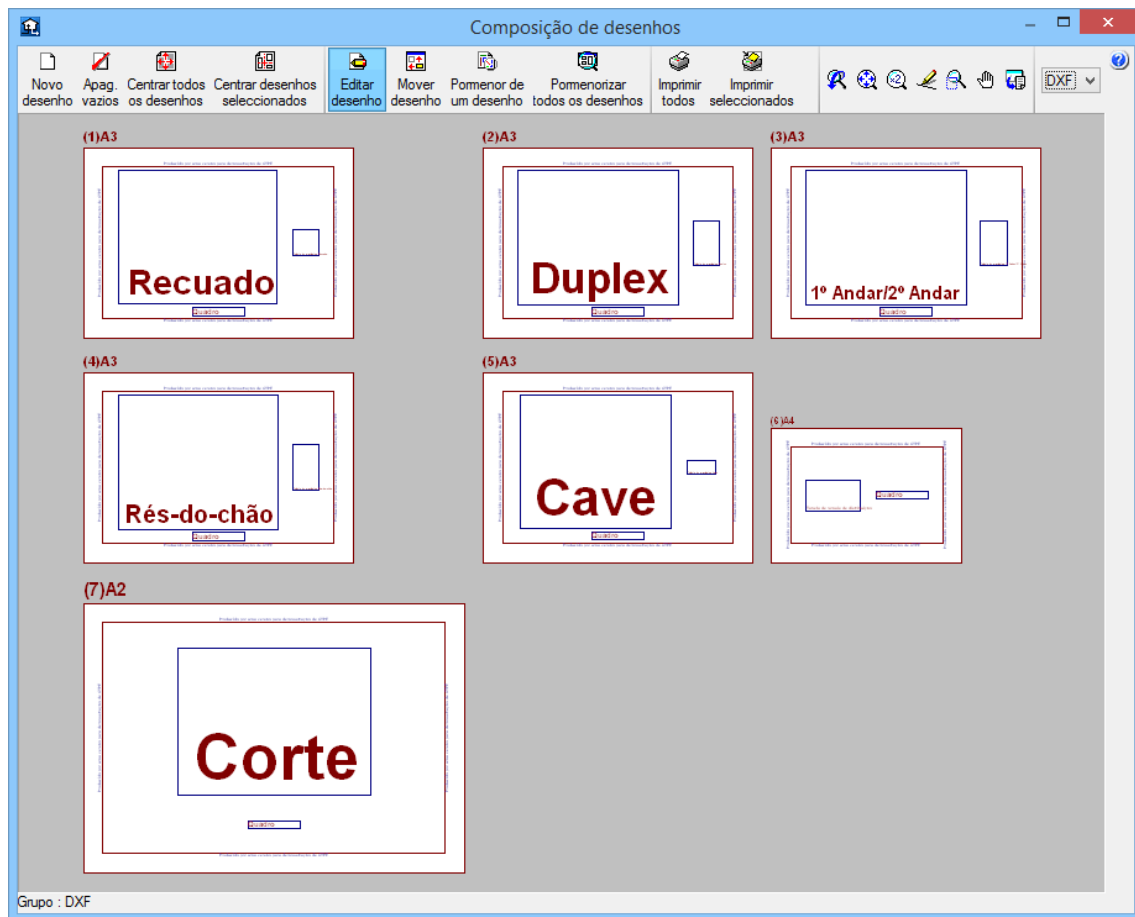 Composição de desenhos
Novo desenho
Apag. vazios
Centrar todos os desenhos
Centrar desenhos seleccionados
Editar desenho
Mover desenho
Pormenor de um desenho
Pormenorizar todos os desenhos
Imprimir todos
Imprimir seleccionados
DXF
(1)A3
Recuado
Quadro
(2)A3
Duplex
Quadro
(3)A3
1º Andar/2º Andar
Quadro
(4)A3
Rés-do-chão
Quadro
(5)A3
Cave
Quadro
(6)A4
Quadro
(7)A2
Corte
Quadro
Grupo : DXF